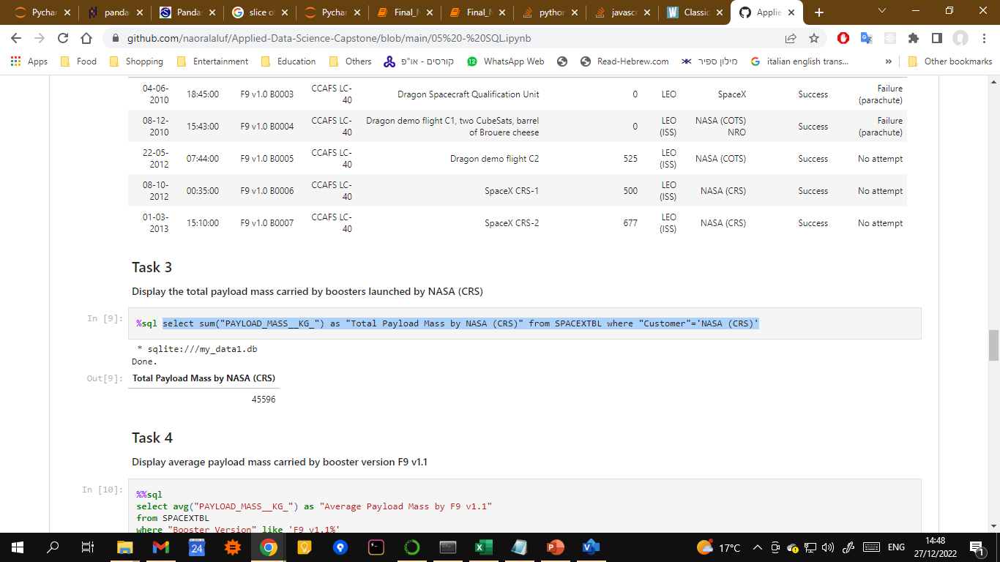 Pychar
panda
Panda
slice o
Pychar
Final_N
Final_N
python
javascr
Classic
Applie
github.com/naoralaluf/Applied-Data-Science-Capstone/blob/main/05%20-%20SQL.ipynb
Apps
Food
Shopping
Entertainment
Education
Others
קורסים - או"פ
12
WhatsApp Web
Read-Hebrew.com
מילון ספיר
italian english trans...
»
Other bookmarks
04-06-
2010
18:45:00
F9 v1.0 B0003
CCAFS LC-
40
Dragon Spacecraft Qualification Unit
0
LEO
SpaceX
Success
Failure
(parachute)
08-12-
2010
15:43:00
F9 v1.0 B0004
CCAFS LC-
40
Dragon demo flight C1, two CubeSats, barrel
of Brouere cheese
0
LEO
(ISS)
NASA (COTS)
NRO
Success
Failure
(parachute)
22-05-
2012
07:44:00
F9 v1.0 B0005
CCAFS LC-
40
Dragon demo flight C2
525
LEO
(ISS)
NASA (COTS)
Success
No attempt
08-10-
2012
00:35:00
F9 v1.0 B0006
CCAFS LC-
40
SpaceX CRS-1
500
LEO
(ISS)
NASA (CRS)
Success
No attempt
01-03-
2013
15:10:00
F9 v1.0 B0007
CCAFS LC-
40
SpaceX CRS-2
677
LEO
(ISS)
NASA (CRS)
Success
No attempt
Task 3
Display the total payload mass carried by boosters launched by NASA (CRS)
In [9]:
%sql select sum("PAYLOAD_MASS__KG_") as "Total Payload Mass by NASA (CRS)" from SPACEXTBL where "Customer"='NASA (CRS)'
* sqlite:///my_data1.db
Done.
Out[9]:
Total Payload Mass by NASA (CRS)
45596
Task 4
Display average payload mass carried by booster version F9 v1.1
In [10]:
%%sql
select avg("PAYLOAD_MASS__KG_") as "Average Payload Mass by F9 v1.1"
from SPACEXTBL
where "Booster_Version" like 'F9 v1.1%'
24
17°C
ENG
14:48
27/12/2022
1